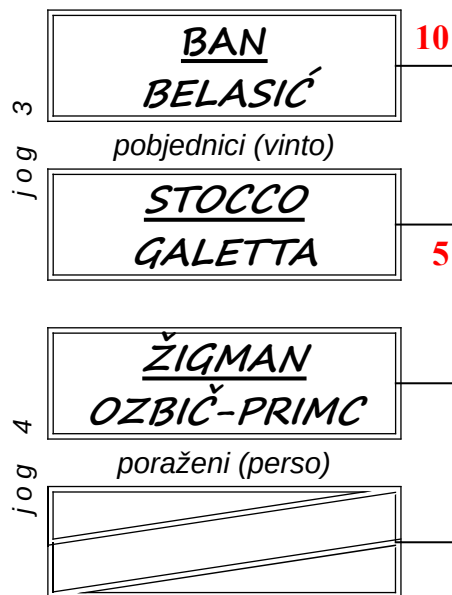 BAN
BELASIĆ
10
jog 3
pobjednici (vinto)
STOCCO
GALETTA
5
ŽIGMAN
OZBIČ-PRIMC
jog 4
poraženi (perso)